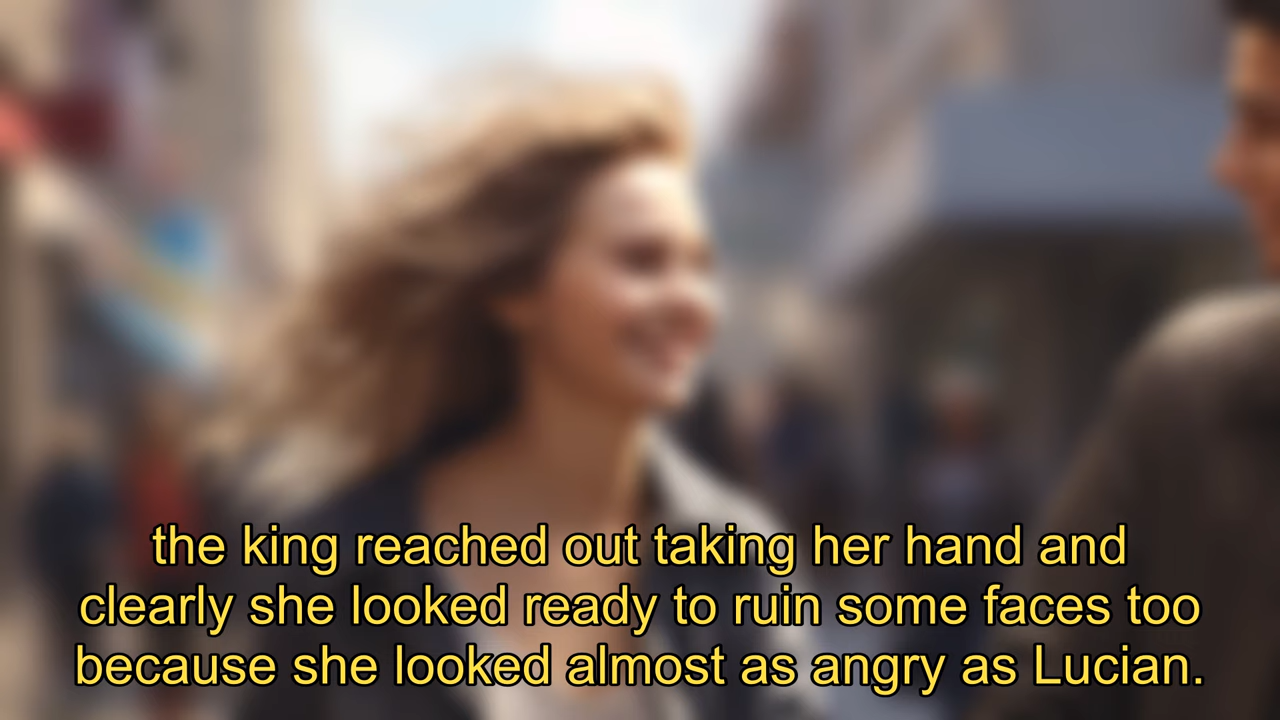 the king reached out taking her hand and
clearly she looked ready to ruin some faces too
because she looked almost as angry as Lucian.